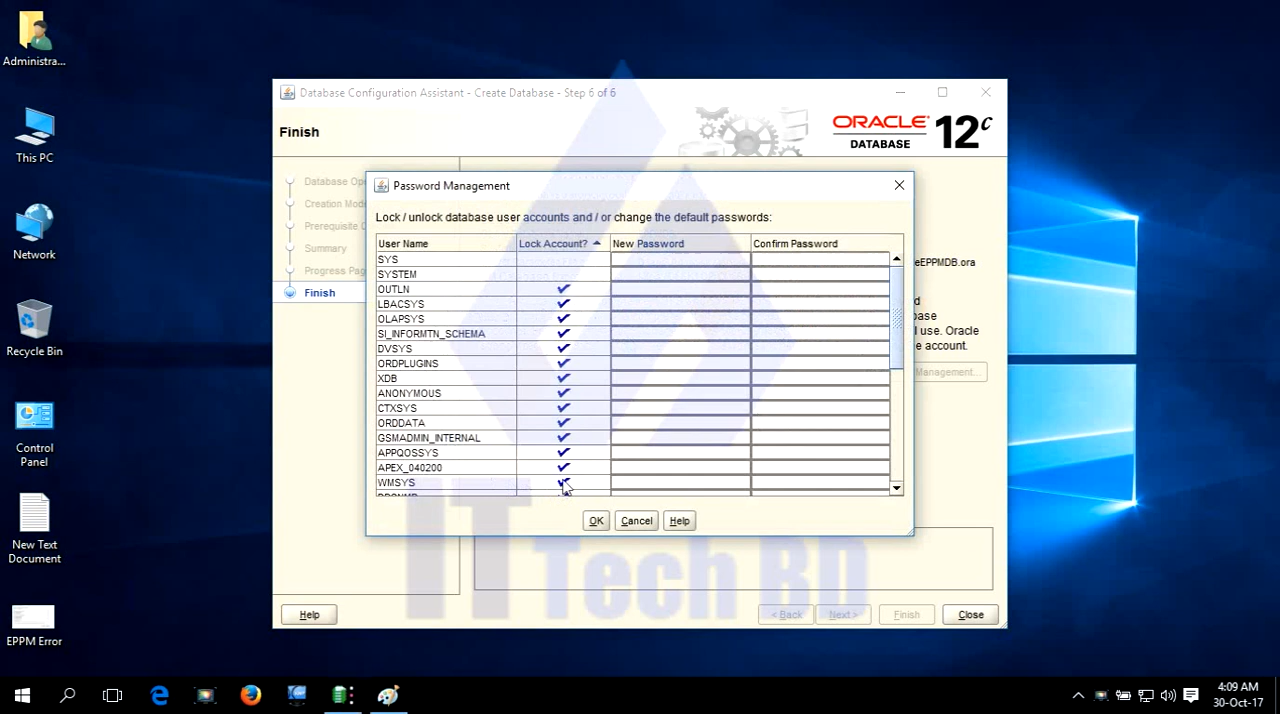 Administra...
This PC
Network
Recycle Bin
Control
Panel
New Text
Document
EPPM Error
Database Configuration Assistant - Create Database - Step 6 of 6
Finish
ORACLE
DATABASE
12c
Database Op
Creation Mod
Prerequisite C
Summary
Progress Pag
Finish
eEPPMDB.ora
d
base
l use. Oracle
e account.
Management...
Password Management
Lock / unlock database user accounts and / or change the default passwords:
User Name Lock Account? New Password Confirm Password
SYS
SYSTEM
OUTLN
LBACSYS
OLAPSYS
SI_INFORMTN_SCHEMA
DVSYS
ORDPLUGINS
XDB
ANONYMOUS
CTXSYS
ORDDATA
GSMADMIN_INTERNAL
APPQOSSYS
APEX_040200
WMSYS
OK Cancel Help
IT
Tech BD
Help < Back Next > Finish Close
4:09 AM
30-Oct-17